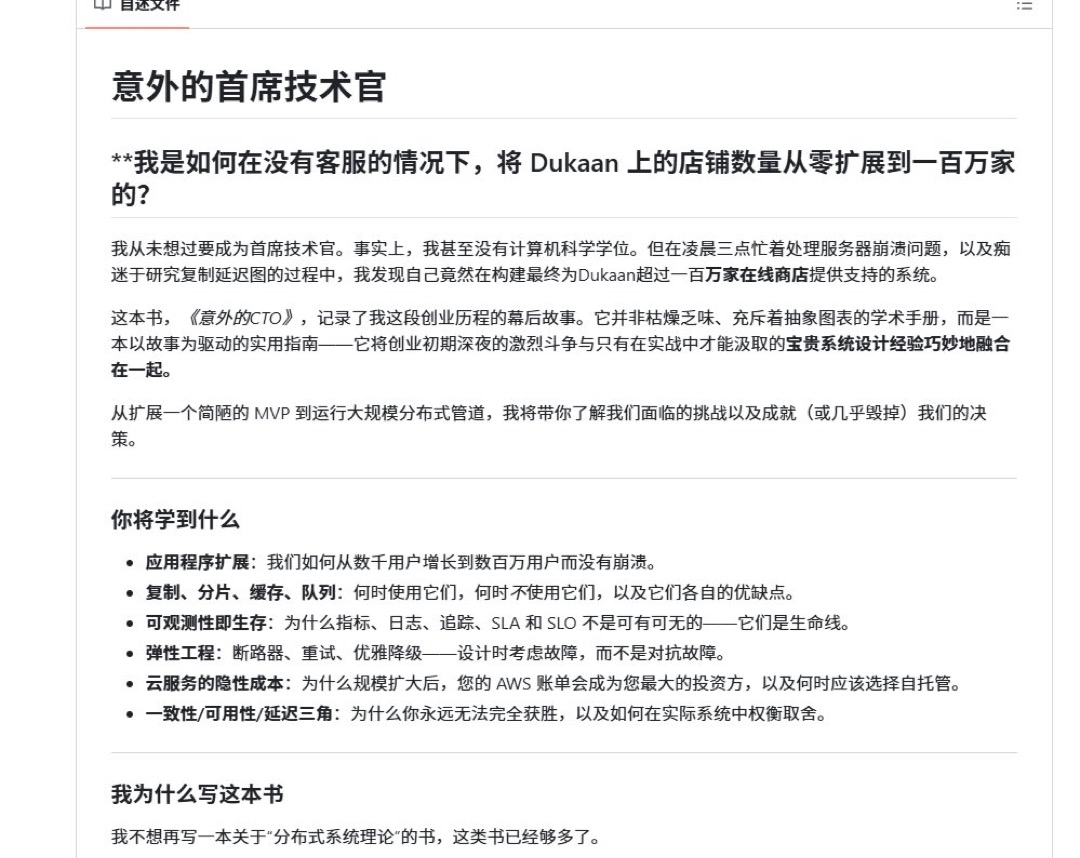 自述文件
意外的首席技术官
**我是如何在没有客服的情况下，将 Dukaan 上的店铺数量从零扩展到一百万家
的?
我从未想过要成为首席技术官。事实上，我甚至没有计算机科学学位。但在凌晨三点忙着处理服务器崩溃问题，以及痴
迷于研究复制延迟图的过程中，我发现自己竟然在构建最终为Dukaan超过一百万家在线商店提供支持的系统。
这本书，《意外的CTO》，记录了我这段创业历程的幕后故事。它并非枯燥乏味、充斥着抽象图表的学术手册，而是一
本以故事为驱动的实用指南——它将创业初期深夜的激烈斗争与只有在实战中才能汲取的宝贵系统设计经验巧妙地融合
在一起。
从扩展一个简陋的 MVP 到运行大规模分布式管道，我将带你了解我们面临的挑战以及成就（或几乎毁掉）我们的决
策。
你将学到什么
• 应用程序扩展：我们如何从数千用户增长到数百万用户而没有崩溃。
• 复制、分片、缓存、队列：何时使用它们，何时不使用它们，以及它们各自的优缺点。
• 可观测性即生存：为什么指标、日志、追踪、SLA 和 SLO 不是可有可无的——它们是生命线。
• 弹性工程：断路器、重试、优雅降级——设计时考虑故障，而不是对抗故障。
• 云服务的隐性成本：为什么规模扩大后，您的 AWS 账单会成为您最大的投资方，以及何时应该选择自托管。
• 一致性/可用性/延迟三角：为什么你永远无法完全获胜，以及如何在实际系统中权衡取舍。
我为什么写这本书
我不想再写一本关于“分布式系统理论”的书，这类书已经够多了。